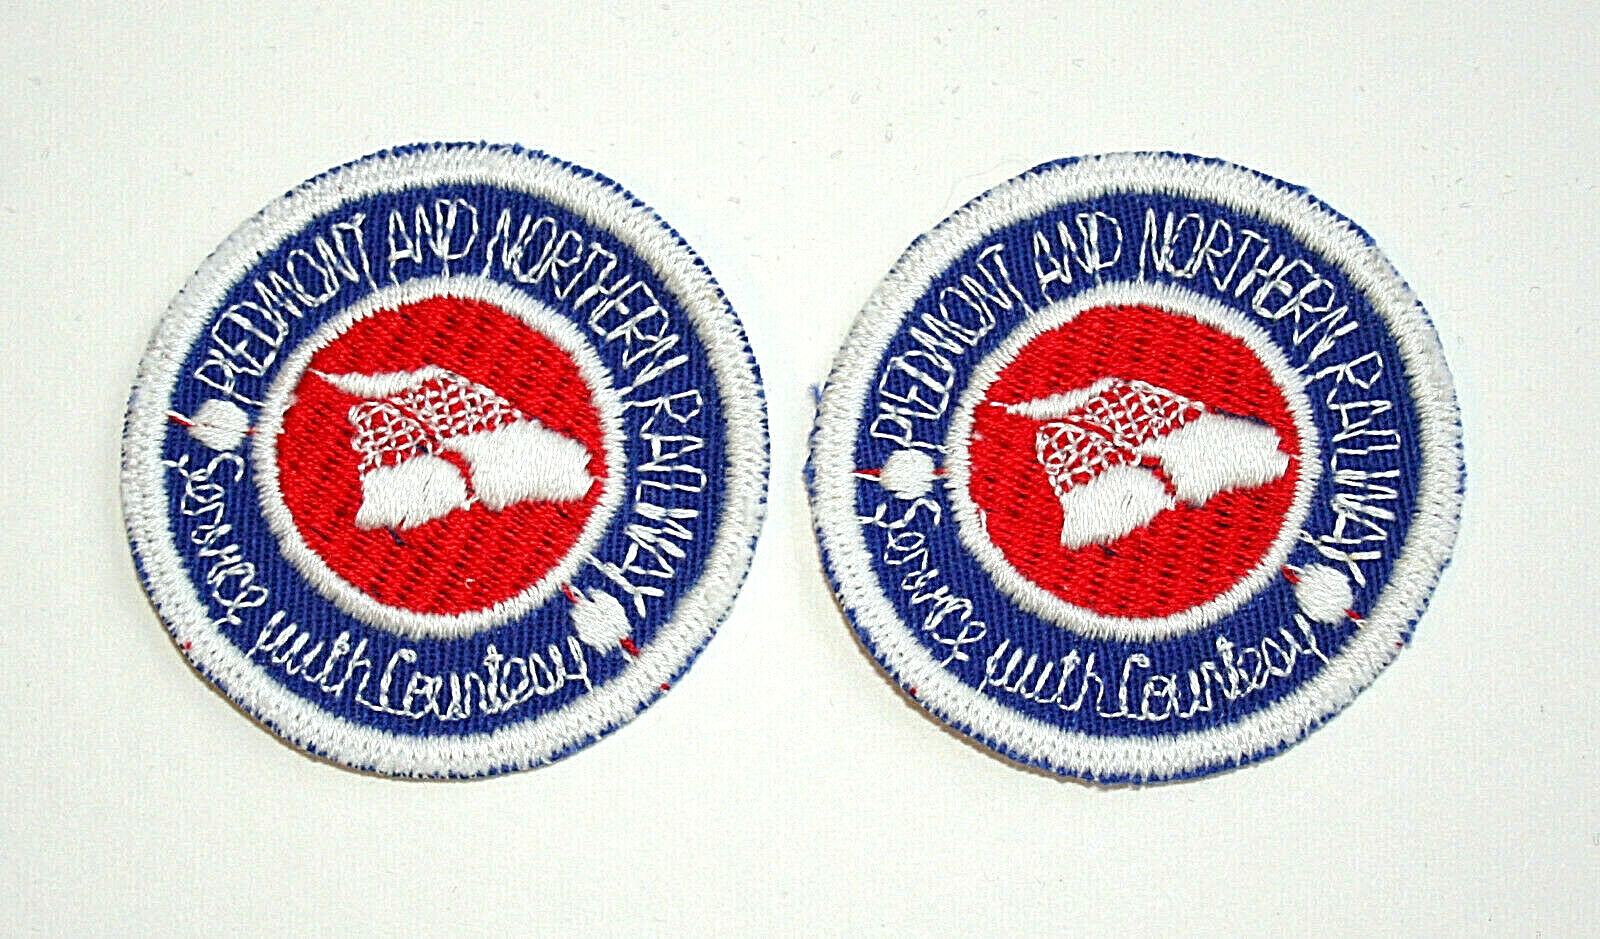 PIEDMONT AND NORTHERN RAILWAY
Service with Courtesy
PIEDMONT AND NORTHERN RAILWAY
Service with Courtesy